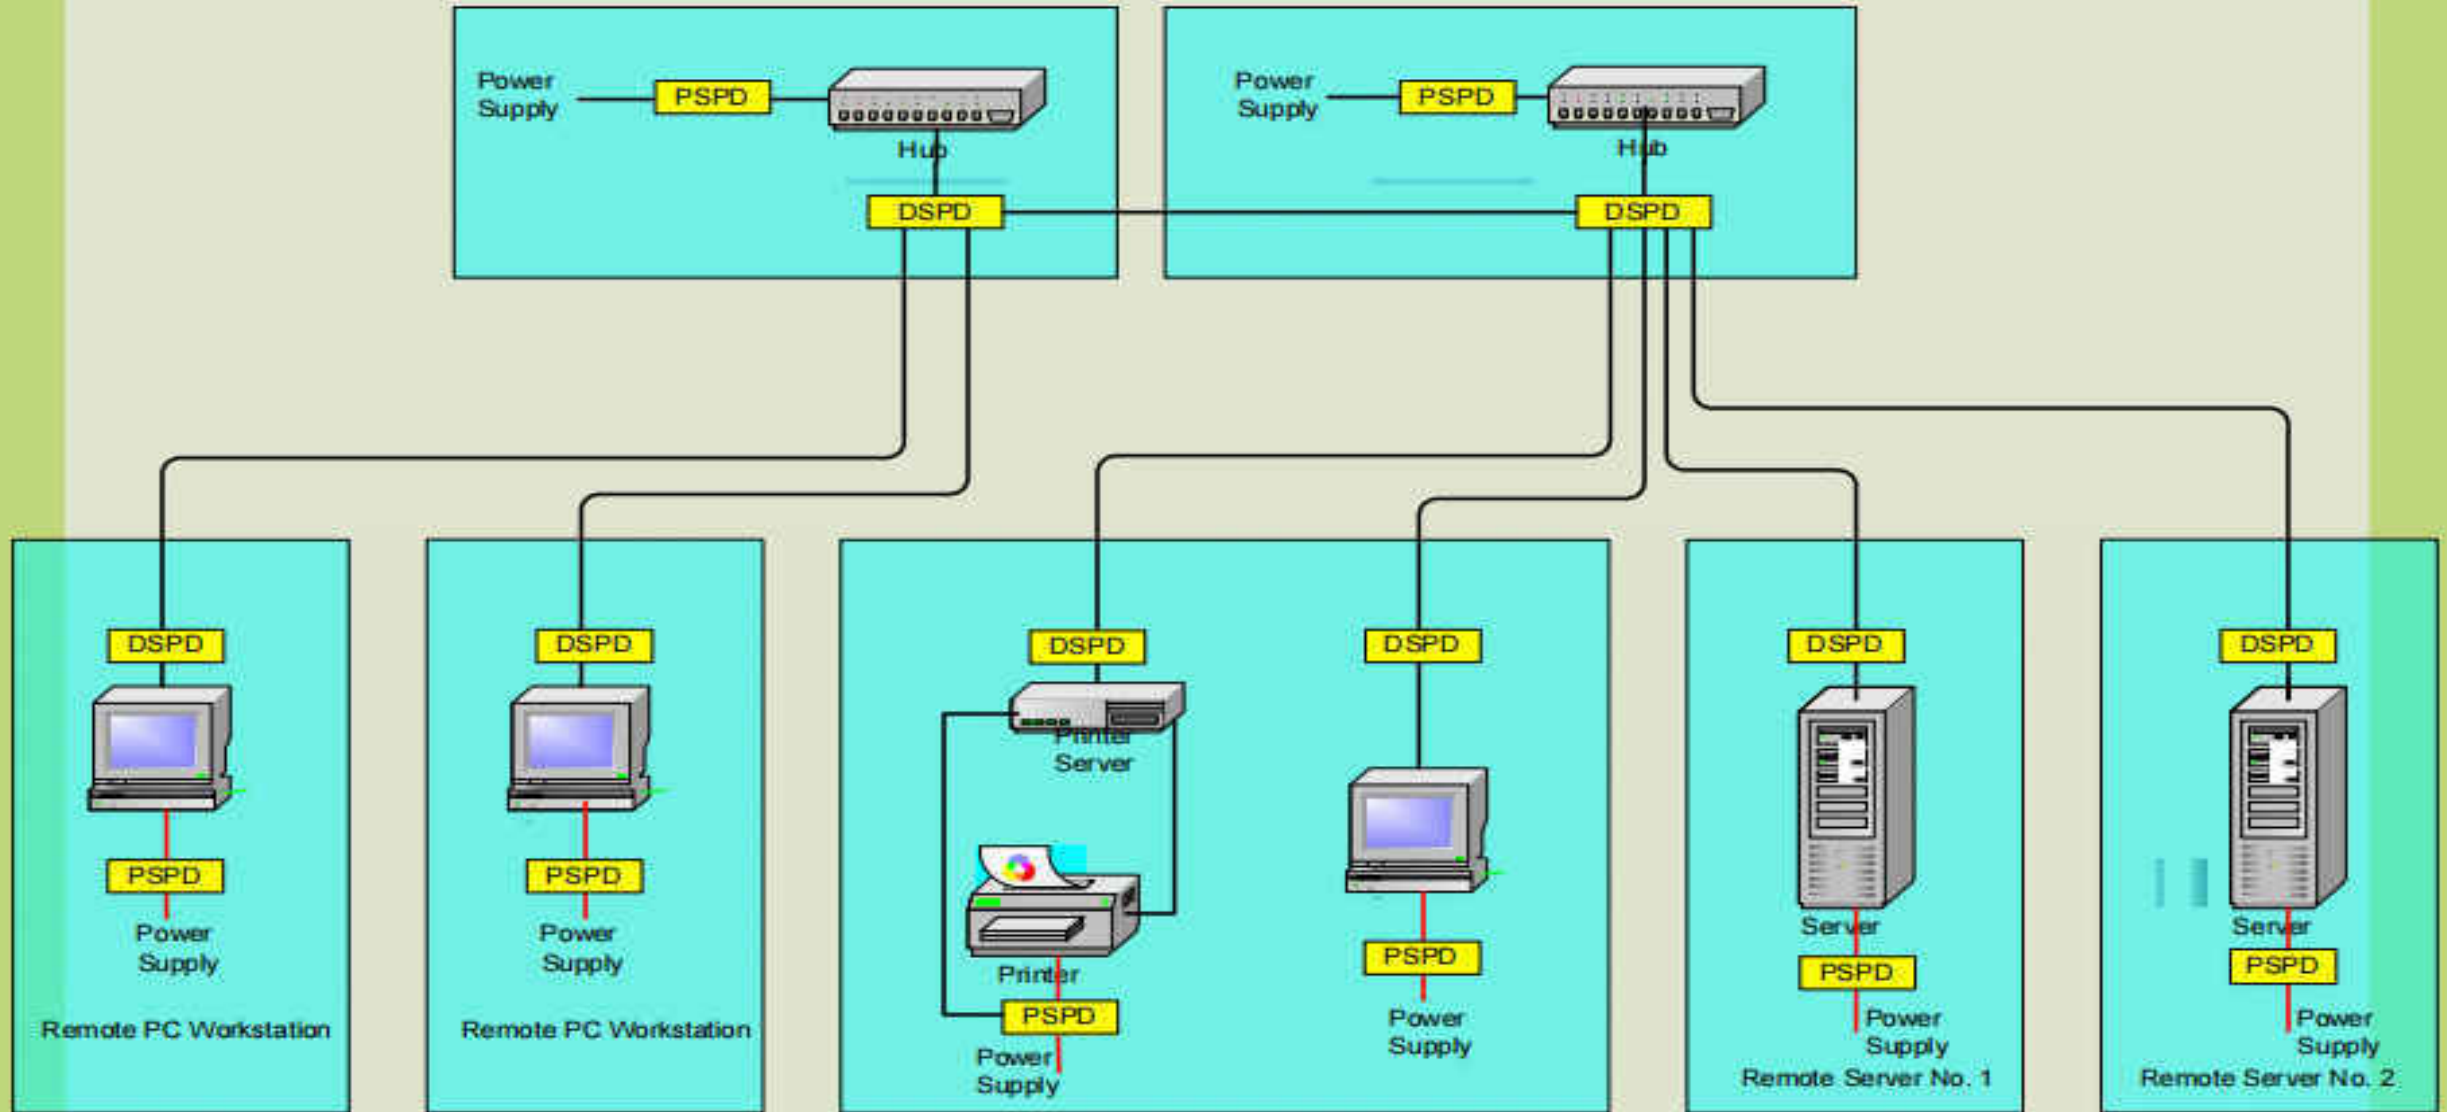 Power
Supply
PSPD
Hub
DSPD
Power
Supply
PSPD
Hub
DSPD
DSPD
PSPD
Power
Supply
Remote PC Workstation
DSPD
PSPD
Power
Supply
Remote PC Workstation
DSPD
Printer
Server
Printer
PSPD
Power
Supply
DSPD
PSPD
Power
Supply
DSPD
Server
PSPD
Power
Supply
Remote Server No. 1
DSPD
Server
PSPD
Power
Supply
Remote Server No. 2